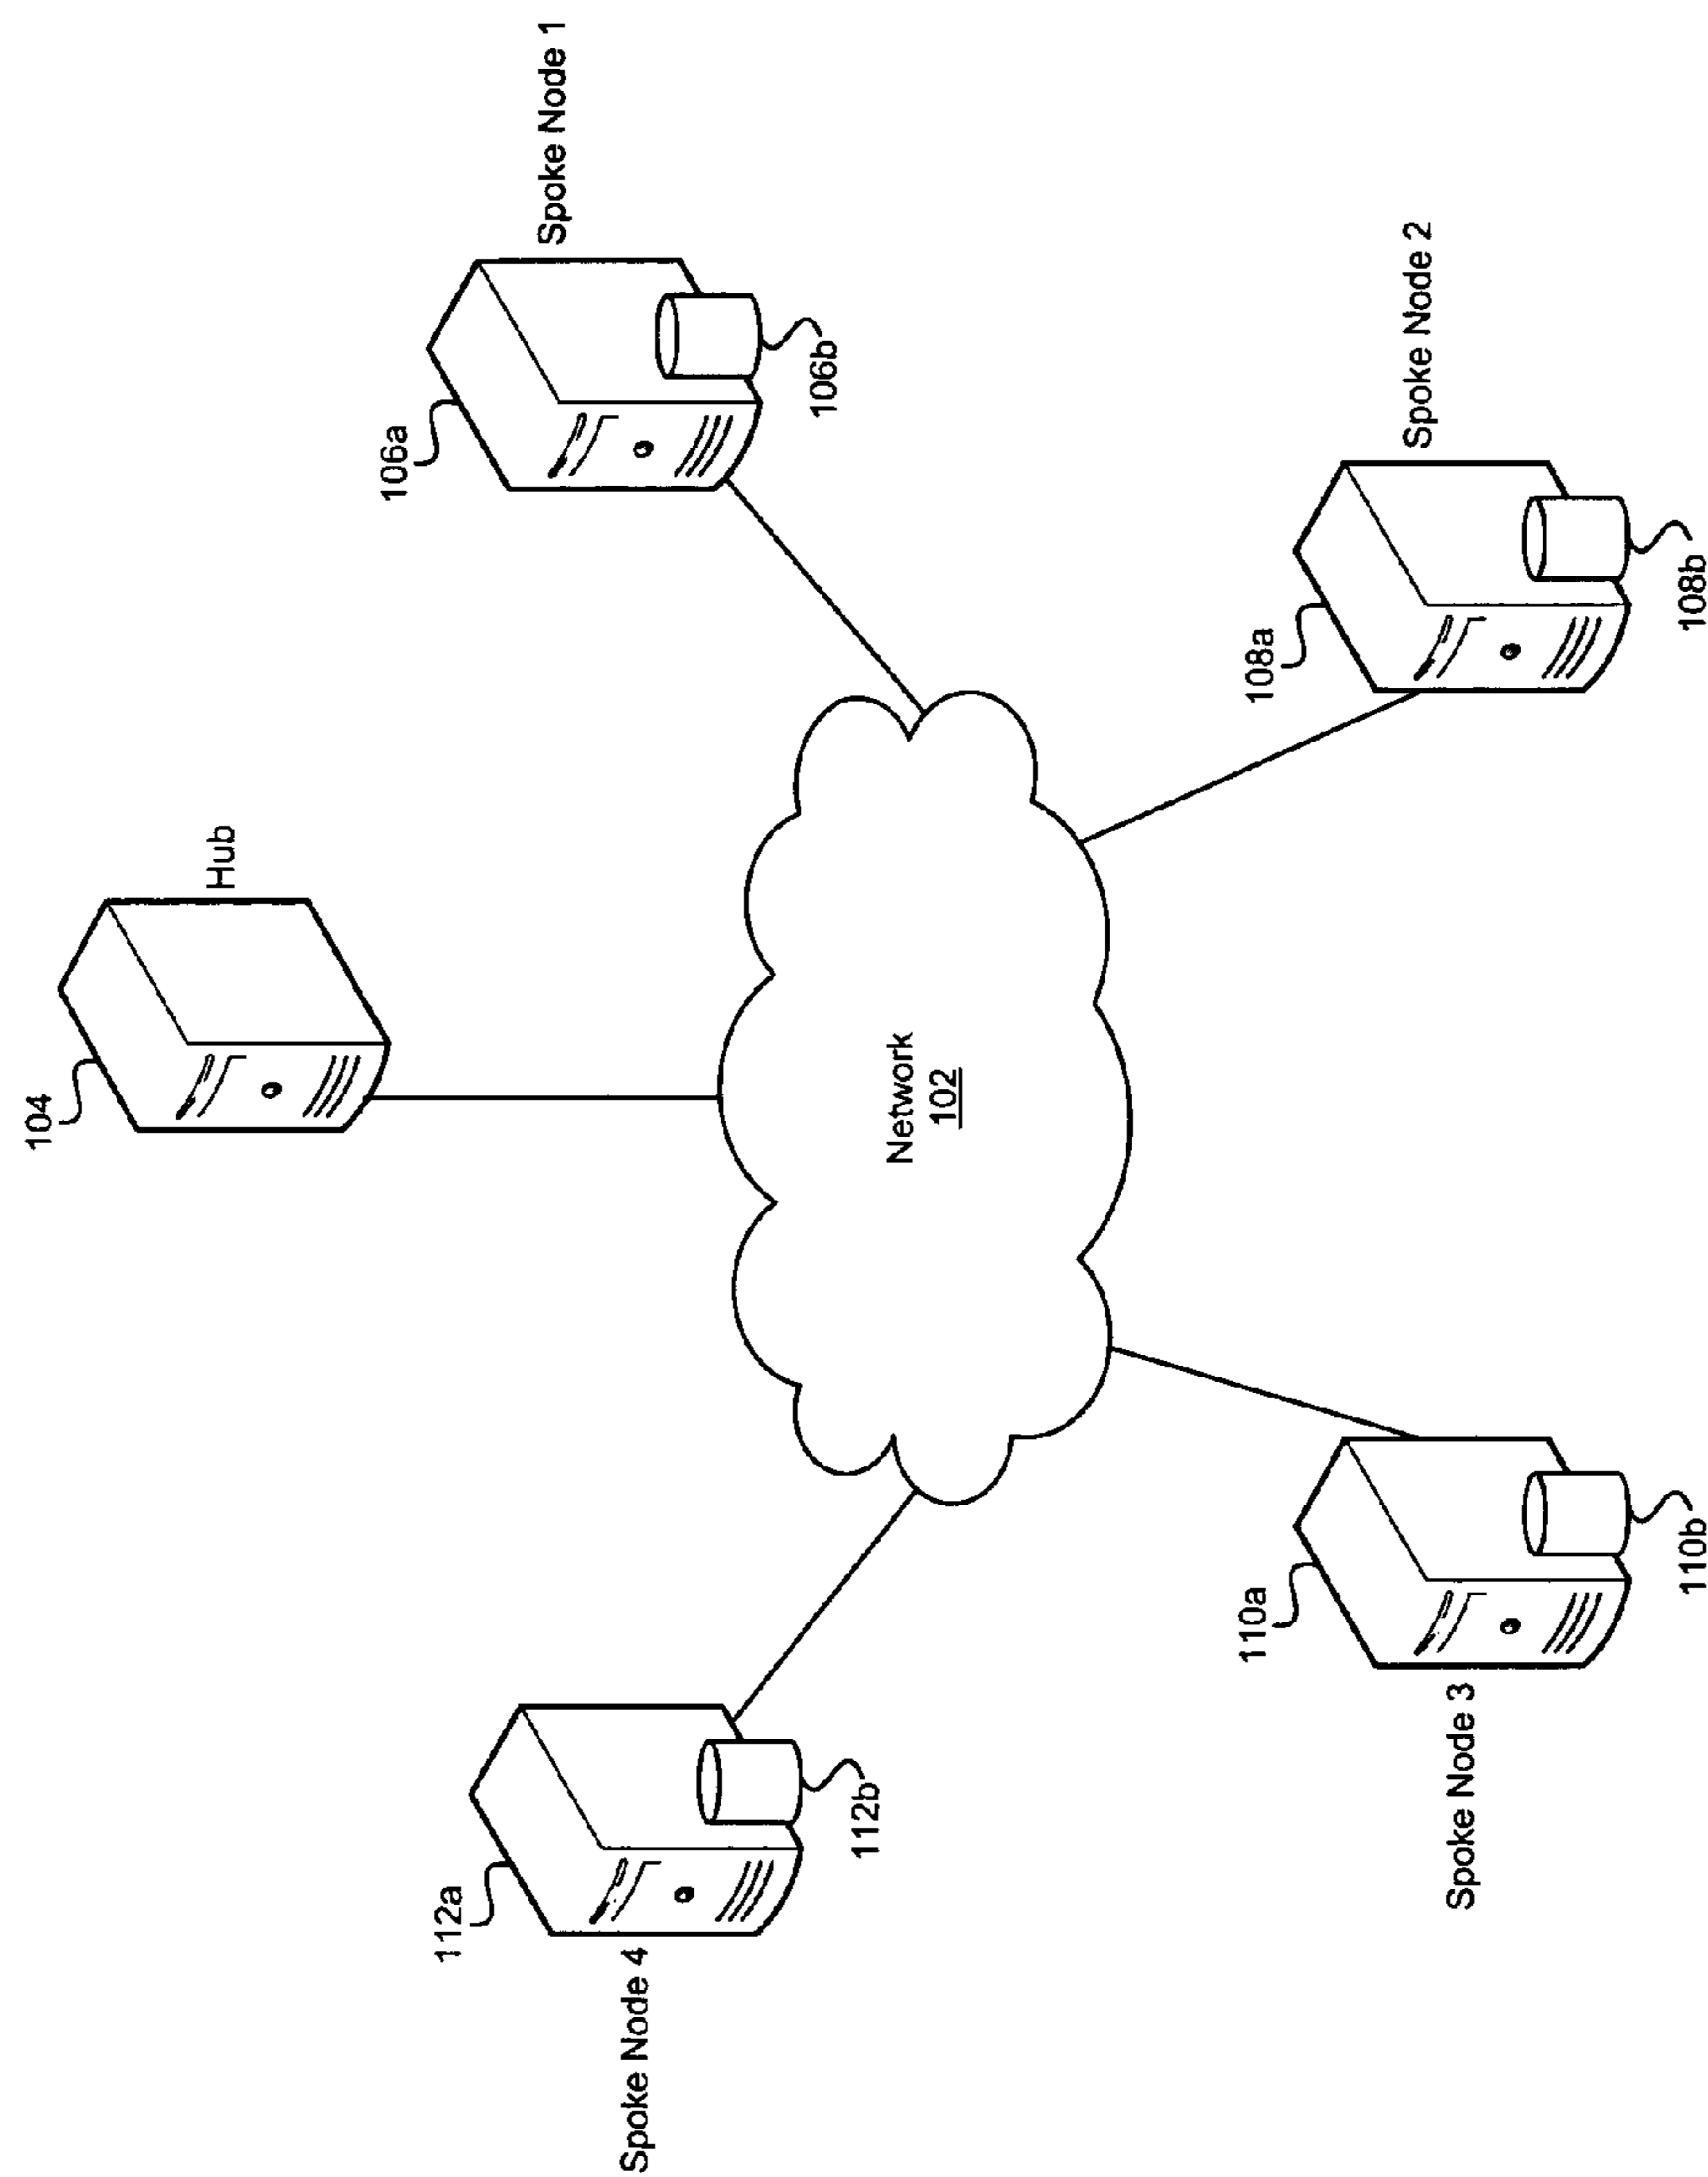 104
Hub
106a
Spoke Node 1
106b
112a
Spoke Node 4
112b
Network
102
108a
Spoke Node 2
108b
110a
Spoke Node 3
110b